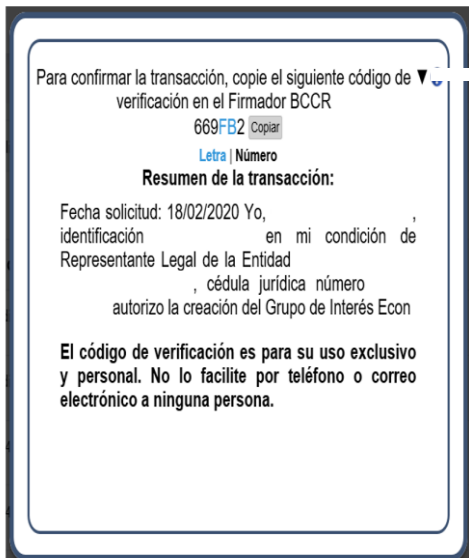 Para confirmar la transacción, copie el siguiente código de
verificación en el Firmador BCCR
669FB2 Copiar
Letra | Número
Resumen de la transacción:
Fecha solicitud: 18/02/2020 Yo, ,
identificación en mi condición de
Representante Legal de la Entidad
, cédula jurídica número
autorizo la creación del Grupo de Interés Econ
El código de verificación es para su uso exclusivo
y personal. No lo facilite por teléfono o correo
electrónico a ninguna persona.